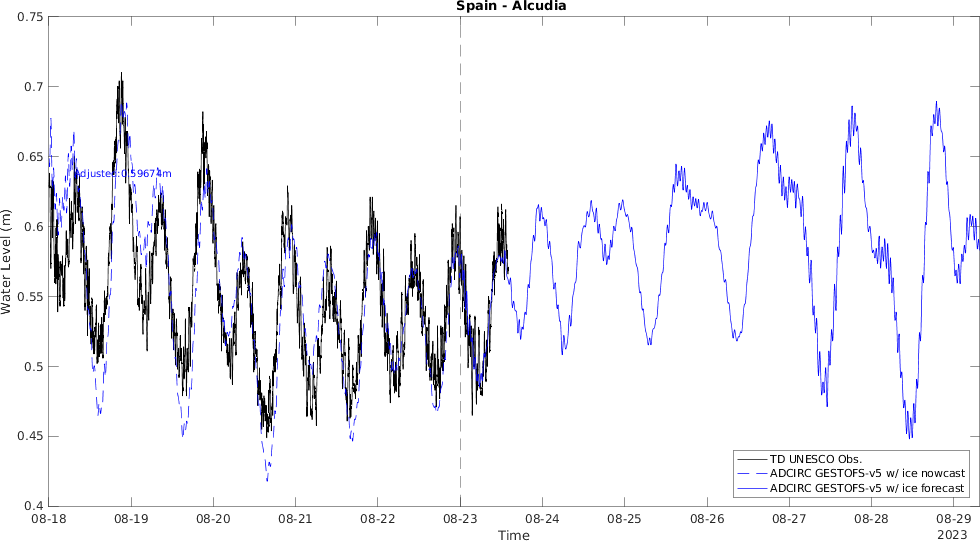 Spain - Alcudia
0.75
0.7
0.65
0.6
0.55
0.5
0.45
0.4
Water Level (m)
Adjusted:0.59674m
TD UNESCO Obs.
ADCIRC GESTOFS-v5 w/ ice nowcast
ADCIRC GESTOFS-v5 w/ ice forecast
08-18 08-19 08-20 08-21 08-22 08-23 08-24 08-25 08-26 08-27 08-28 08-29
2023
Time